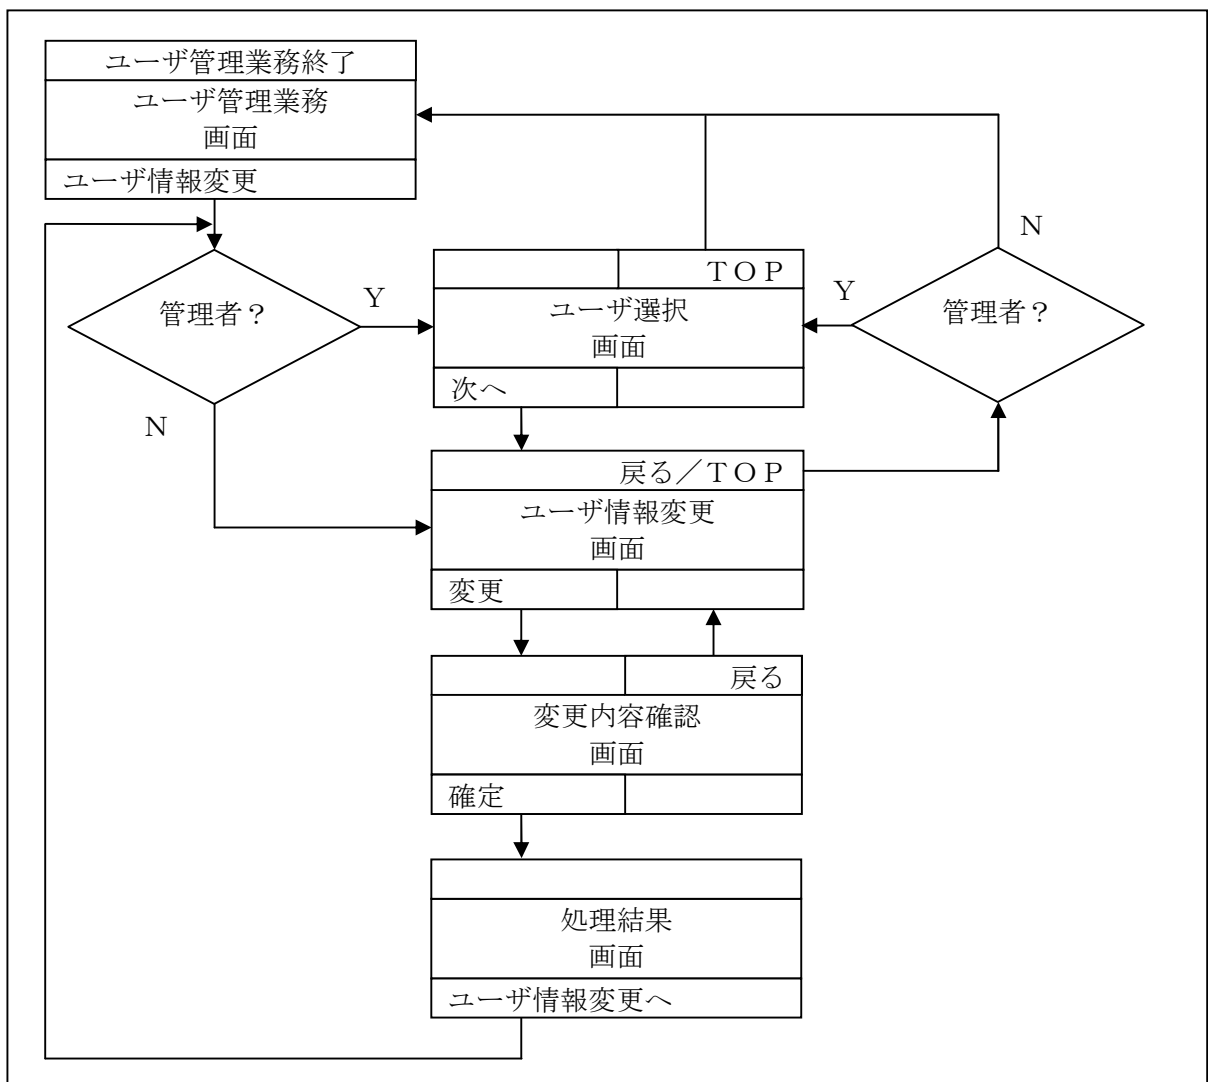 ユーザ管理業務終了
ユーザ管理業務
画面
ユーザ情報変更
管理者？
Y
N
TOP
ユーザ選択
画面
次へ
管理者？
Y
N
戻る／TOP
ユーザ情報変更
画面
変更
戻る
変更内容確認
画面
確定
処理結果
画面
ユーザ情報変更へ